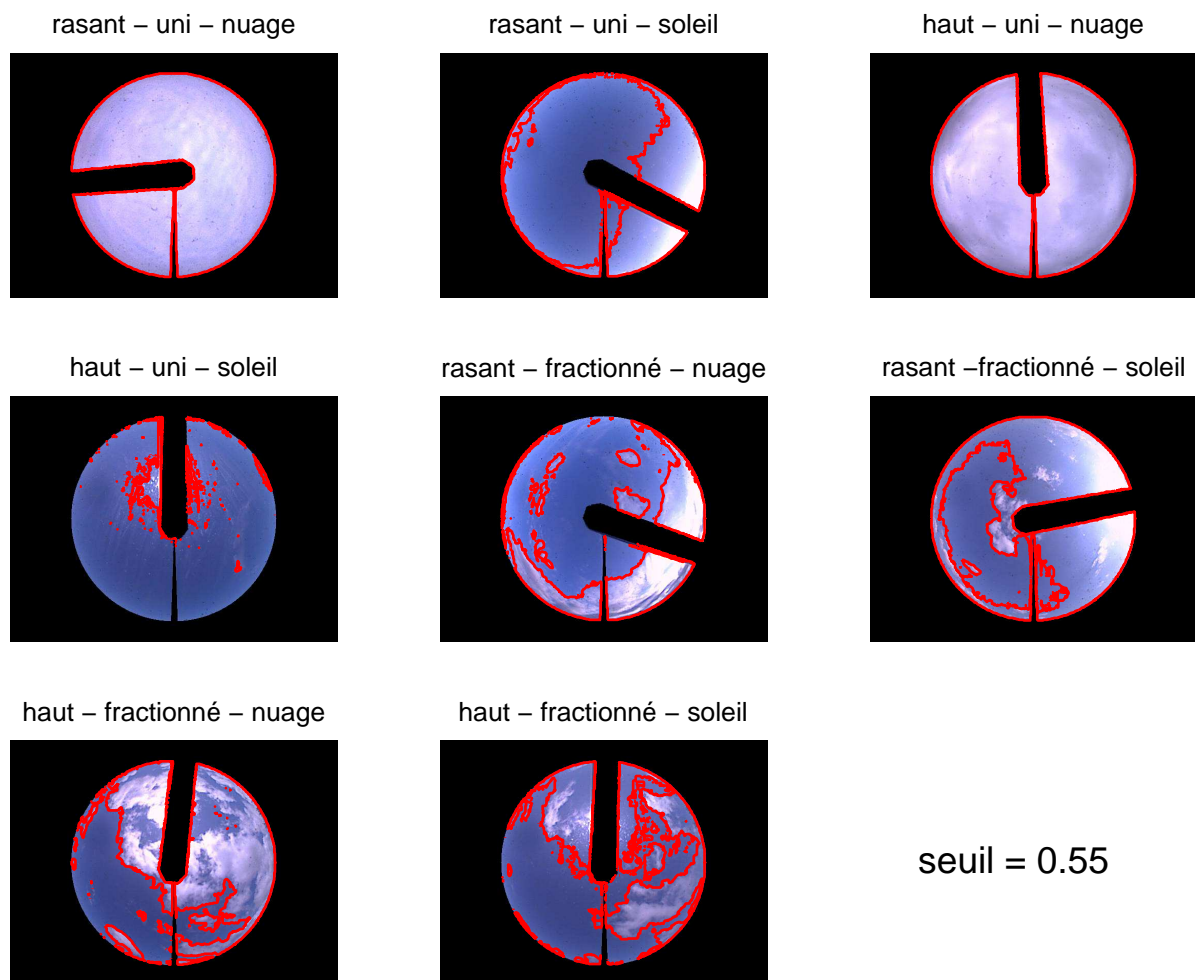 rasant – uni – nuage
rasant – uni – soleil
haut – uni – nuage
haut – uni – soleil
rasant – fractionné – nuage
rasant –fractionné – soleil
haut – fractionné – nuage
haut – fractionné – soleil
seuil = 0.55